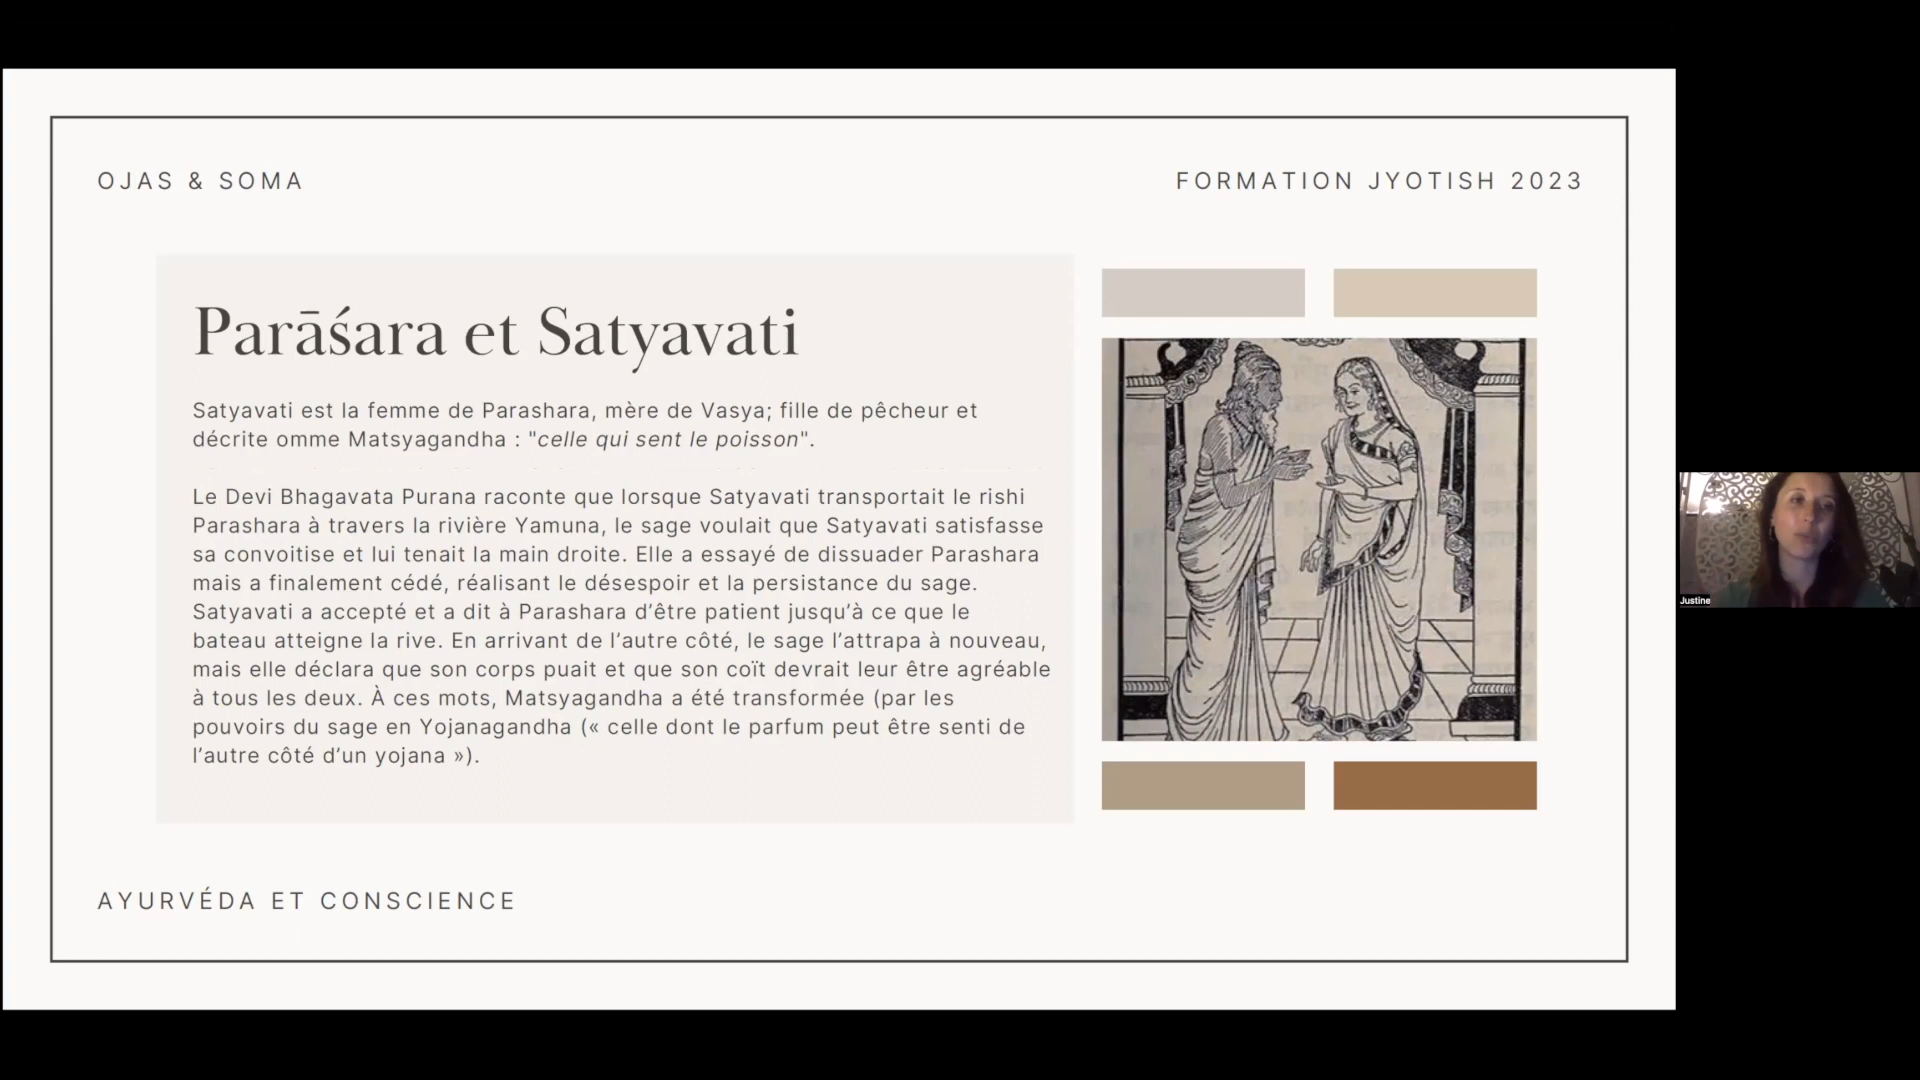 OJAS & SOMA
FORMATION JYOTISH 2023
Parāśara et Satyavati
Satyavati est la femme de Parashara, mère de Vasya; fille de pêcheur et
décrite omme Matsyagandha : "celle qui sent le poisson".
Le Devi Bhagavata Purana raconte que lorsque Satyavati transportait le rishi
Parashara à travers la rivière Yamuna, le sage voulait que Satyavati satisfasse
sa convoitise et lui tenait la main droite. Elle a essayé de dissuader Parashara
mais a finalement cédé, réalisant le désespoir et la persistance du sage.
Satyavati a accepté et a dit à Parashara d’être patient jusqu’à ce que le
bateau atteigne la rive. En arrivant de l’autre côté, le sage l’attrapa à nouveau,
mais elle déclara que son corps puait et que son coït devrait leur être agréable
à tous les deux. À ces mots, Matsyagandha a été transformée (par les
pouvoirs du sage en Yojanagandha (« celle dont le parfum peut être senti de
l’autre côté d’un yojana »).
AYURVÉDA ET CONSCIENCE
Justine